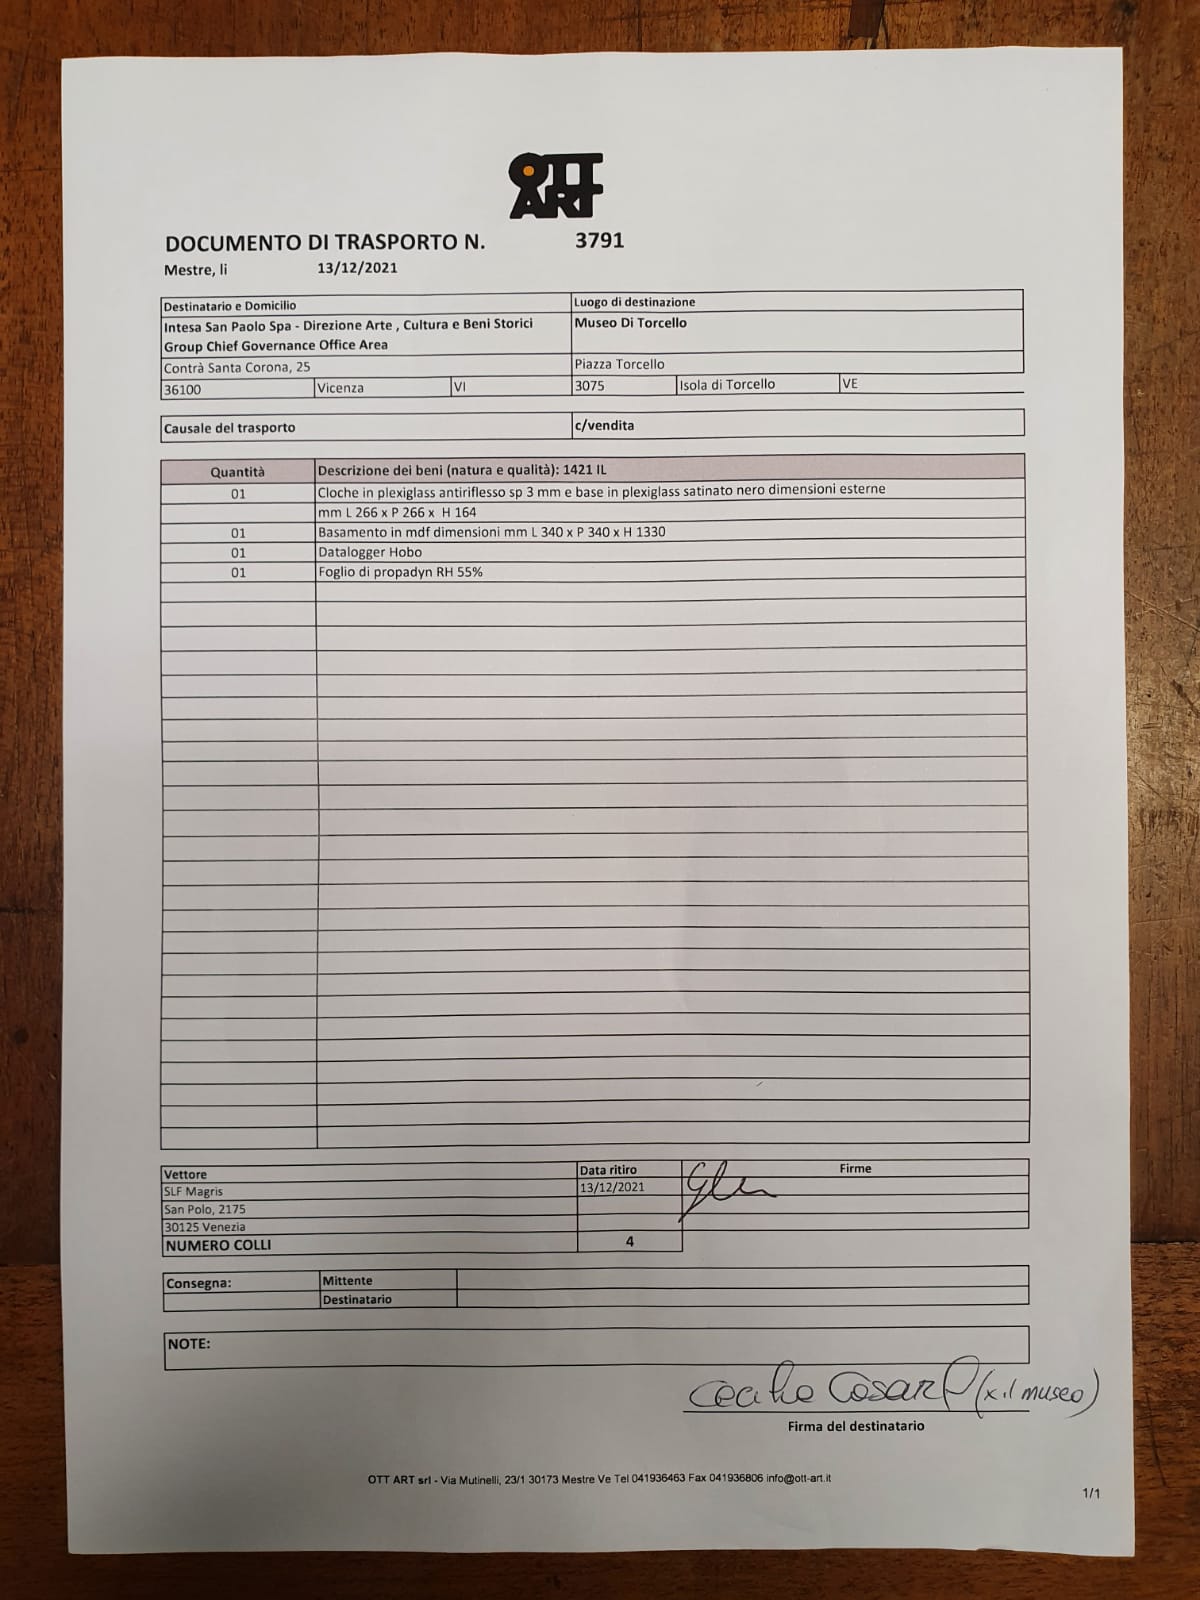 OTT
ART
DOCUMENTO DI TRASPORTO N. 3791
Mestre, li 13/12/2021
Destinatario e Domicilio Luogo di destinazione
Intesa San Paolo Spa - Direzione Arte , Cultura e Beni Storici Museo Di Torcello
Group Chief Governance Office Area
Contrà Santa Corona, 25 Piazza Torcello
36100 Vicenza VI 3075 Isola di Torcello VE
Causale del trasporto c/vendita
Quantità Descrizione dei beni (natura e qualità): 1421 IL
01 Cloche in plexiglass antiriflesso sp 3 mm e base in plexiglass satinato nero dimensioni esterne
mm L 266 x P 266 x H 164
01 Basamento in mdf dimensioni mm L 340 x P 340 x H 1330
01 Datalogger Hobo
01 Foglio di propadyn RH 55%
Vettore Data ritiro Firme
SLF Magris 13/12/2021
San Polo, 2175
30125 Venezia
NUMERO COLLI 4
Consegna: Mittente
Destinatario
NOTE:
(x il museo)
Firma del destinatario
OTT ART srl - Via Mutinelli, 23/1 30173 Mestre Ve Tel 041936463 Fax 041936806 info@ott-art.it
1/1